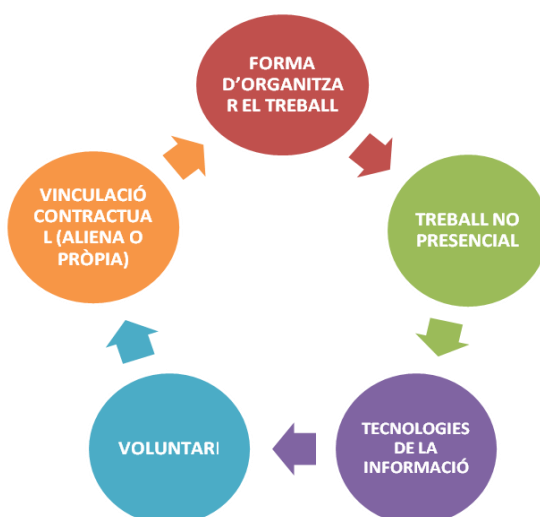 FORMA
D'ORGANITZA
R EL TREBALL
TREBALL NO
PRESENCIAL
TECNOLOGIES
DE LA
INFORMACIÓ
VOLUNTARI
VINCULACIÓ
CONTRACTUA
L (ALIENA O
PRÒPIA)